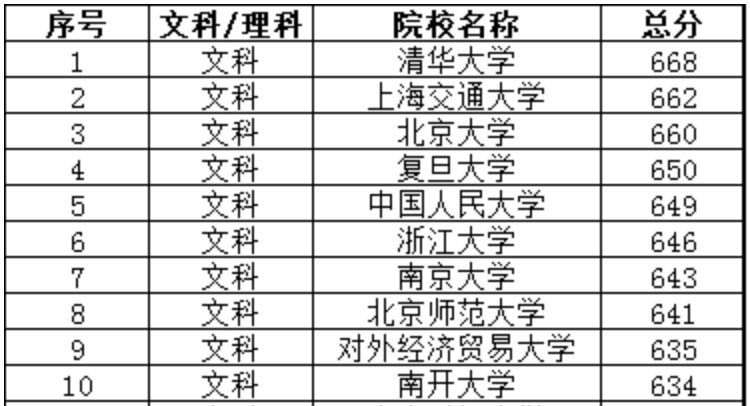 序号 文科/理科 院校名称 总分
1 文科 清华大学 668
2 文科 上海交通大学 662
3 文科 北京大学 660
4 文科 复旦大学 650
5 文科 中国人民大学 649
6 文科 浙江大学 646
7 文科 南京大学 643
8 文科 北京师范大学 641
9 文科 对外经济贸易大学 635
10 文科 南开大学 634